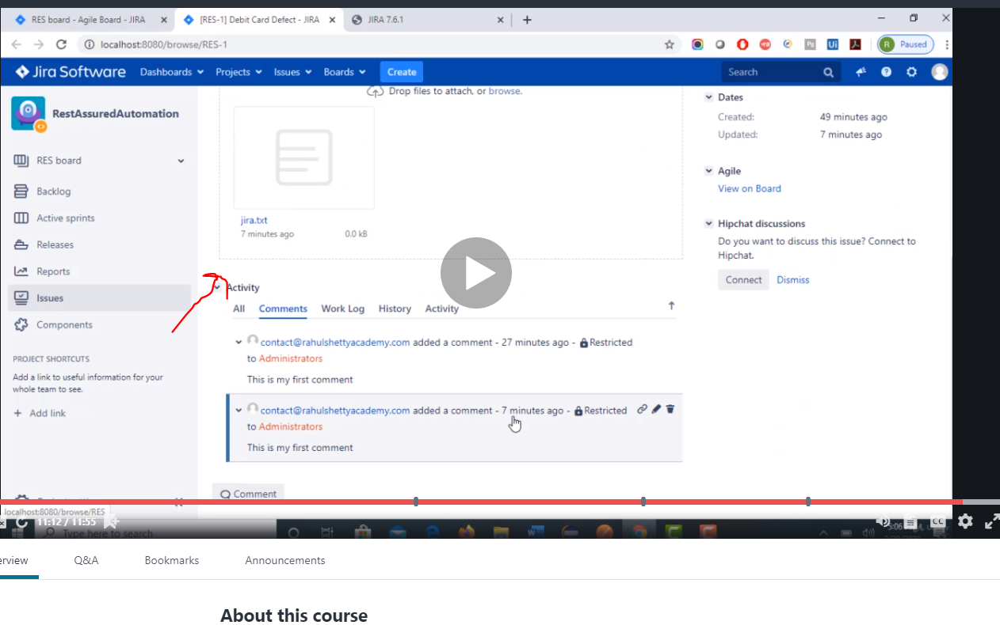 RES board - Agile Board - JIRA
[RES-1] Debit Card Defect - JIRA
JIRA 7.6.1
localhost:8080/browse/RES-1
R Paused
Jira Software Dashboards Projects Issues Boards Create Search
RestAssuredAutomation
RES board
Backlog
Active sprints
Releases
Reports
Issues
Components
PROJECT SHORTCUTS
Add a link to useful information for your
whole team to see.
+ Add link
Drop files to attach, or browse.
jira.txt
7 minutes ago 0.0 kB
Activity
All Comments Work Log History Activity
contact@rahulshettyacademy.com added a comment - 27 minutes ago - Restricted
to Administrators
This is my first comment
contact@rahulshettyacademy.com added a comment - 7 minutes ago - Restricted
to Administrators
This is my first comment
Comment
Dates
Created: 49 minutes ago
Updated: 7 minutes ago
Agile
View on Board
Hipchat discussions
Do you want to discuss this issue? Connect to
Hipchat.
Connect Dismiss
localhost:8080/browse/RES
11:12 / 11:55
Type here to search
CC
erview Q&A Bookmarks Announcements
About this course